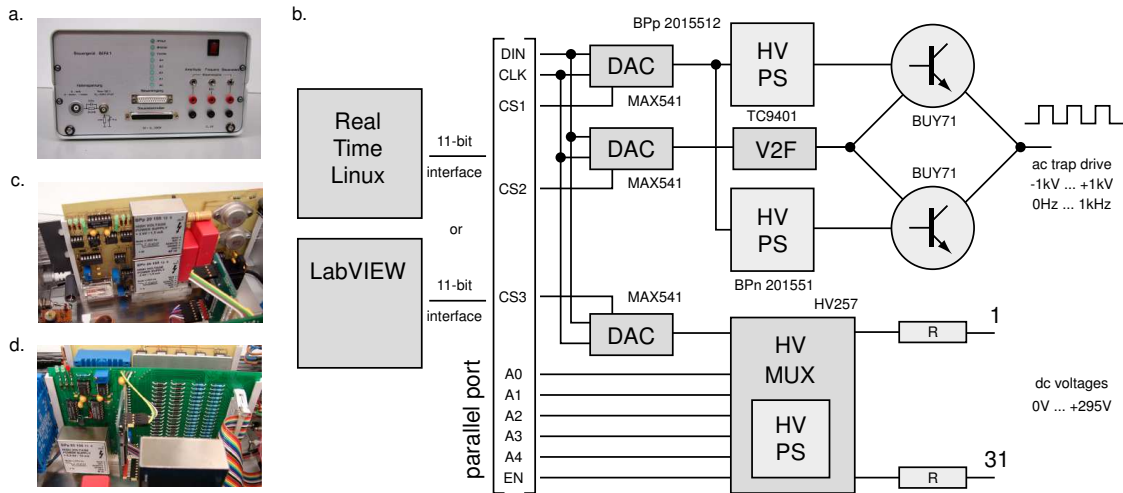 a.
b.
c.
d.
Real
Time
Linux
or
LabVIEW
11-bit
interface
11-bit
interface
parallel port
DIN
CLK
CS1
CS2
CS3
A0
A1
A2
A3
A4
EN
DAC
MAX541
DAC
MAX541
MAX541
DAC
BPp 2015512
HV
PS
TC9401
V2F
HV
PS
BPn 201551
BUY71
BUY71
ac trap drive
-1kV ... +1kV
0Hz ... 1kHz
HV257
HV
MUX
HV
PS
R
1
R
31
dc voltages
0V ... +295V